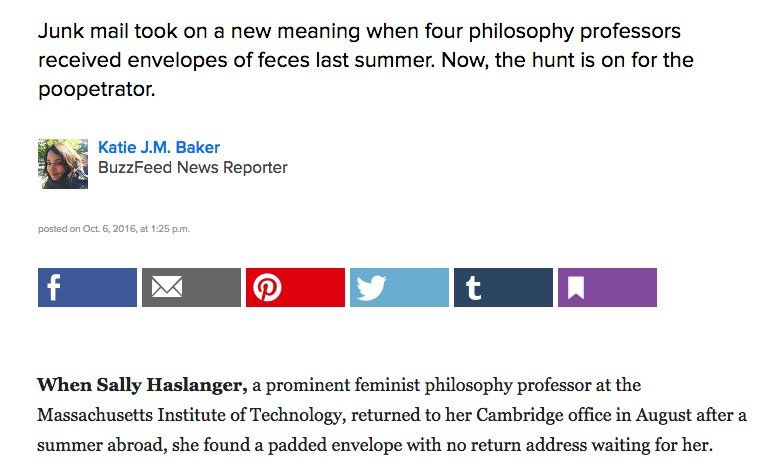 Junk mail took on a new meaning when four philosophy professors
received envelopes of feces last summer. Now, the hunt is on for the
poopetrator.
Katie J.M. Baker
BuzzFeed News Reporter
posted on Oct. 6, 2016, at 1:25 p.m.
When Sally Haslanger, a prominent feminist philosophy professor at the
Massachusetts Institute of Technology, returned to her Cambridge office in August after a
summer abroad, she found a padded envelope with no return address waiting for her.